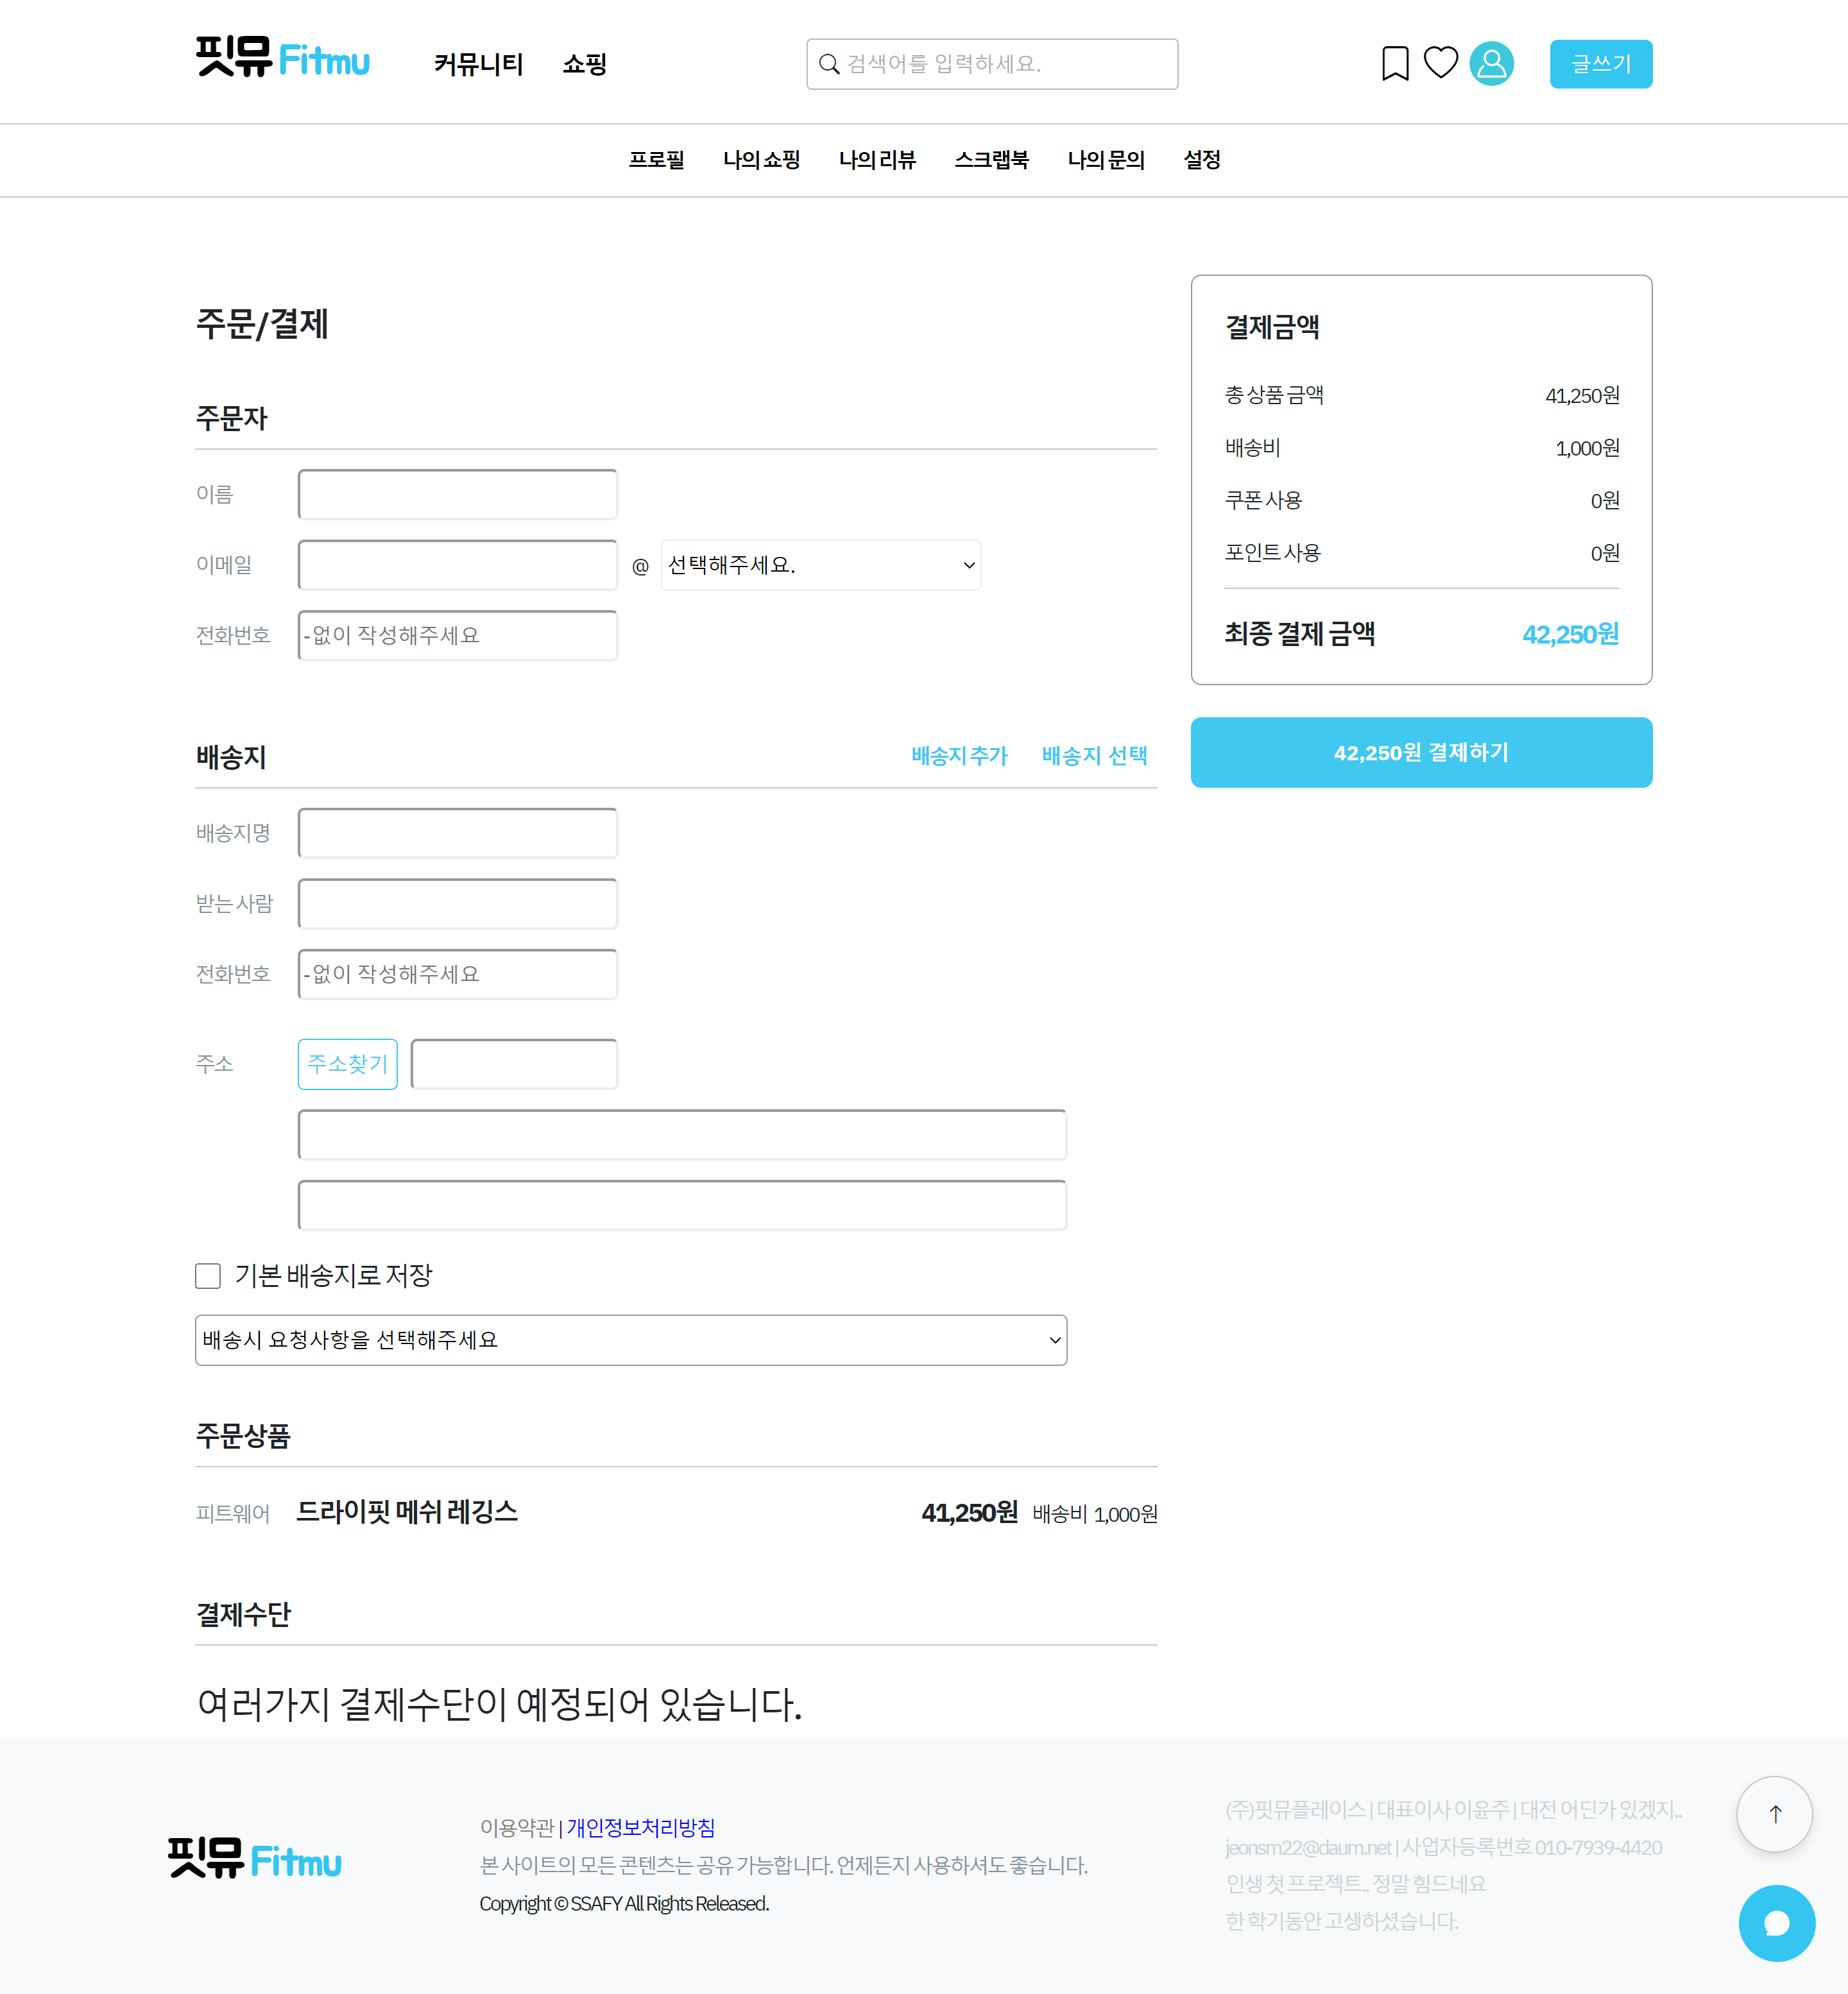 핏뮤 Fitmu 커뮤니티 쇼핑 검색어를 입력하세요. 글쓰기
프로필 나의 쇼핑 나의 리뷰 스크랩북 나의 문의 설정
주문/결제
주문자
이름
이메일 @ 선택해주세요.
전화번호 -없이 작성해주세요
배송지 배송지 추가 배송지 선택
배송지명
받는 사람
전화번호 -없이 작성해주세요
주소 주소찾기
기본 배송지로 저장
배송시 요청사항을 선택해주세요
주문상품
피트웨어 드라이핏 메쉬 레깅스 41,250원 배송비 1,000원
결제수단
여러가지 결제수단이 예정되어 있습니다.
결제금액
총 상품 금액 41,250원
배송비 1,000원
쿠폰 사용 0원
포인트 사용 0원
최종 결제 금액 42,250원
42,250원 결제하기
핏뮤 Fitmu
이용약관 | 개인정보처리방침
본 사이트의 모든 콘텐츠는 공유 가능합니다. 언제든지 사용하셔도 좋습니다.
Copyright © SSAFY All Rights Released.
(주)핏뮤플레이스 | 대표이사 이윤주 | 대전 어딘가 있겠지..
jeonsm22@daum.net | 사업자등록번호 010-7939-4420
인생 첫 프로젝트.. 정말 힘드네요
한 학기동안 고생하셨습니다.